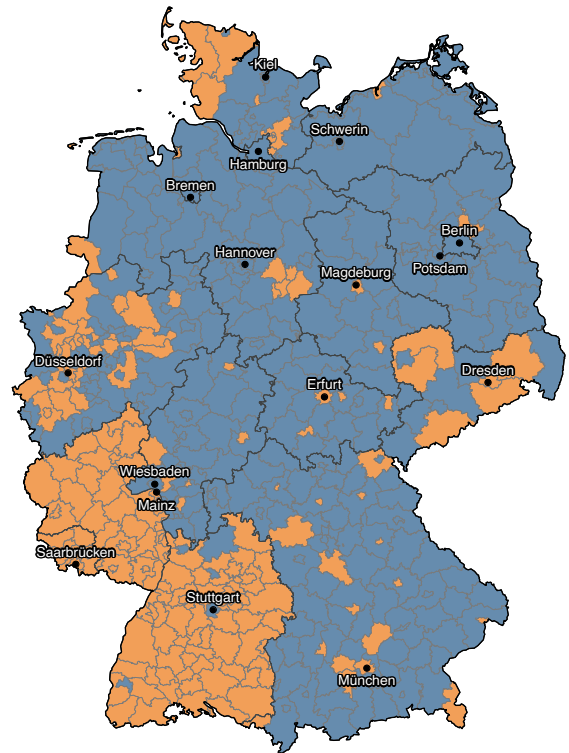 Kiel
Schwerin
Hamburg
Bremen
Berlin
Hannover
Potsdam
Magdeburg
Düsseldorf
Dresden
Erfurt
Wiesbaden
Mainz
Saarbrücken
Stuttgart
München